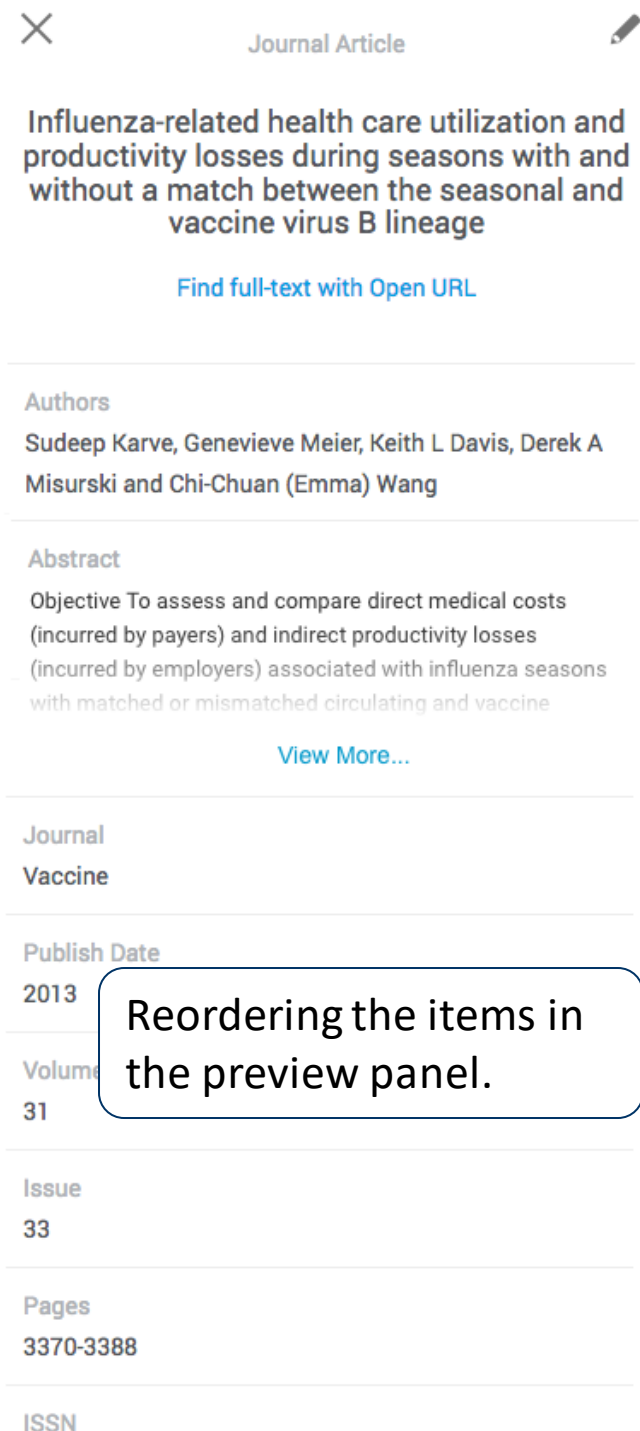 Journal Article
Influenza-related health care utilization and
productivity losses during seasons with and
without a match between the seasonal and
vaccine virus B lineage
Find full-text with Open URL
Authors
Sudeep Karve, Genevieve Meier, Keith L Davis, Derek A
Misurski and Chi-Chuan (Emma) Wang
Abstract
Objective To assess and compare direct medical costs
(incurred by payers) and indirect productivity losses
(incurred by employers) associated with influenza seasons
with matched or mismatched circulating and vaccine
View More...
Journal
Vaccine
Publish Date
2013
Reordering the items in
the preview panel.
Volume
31
Issue
33
Pages
3370-3388
ISSN